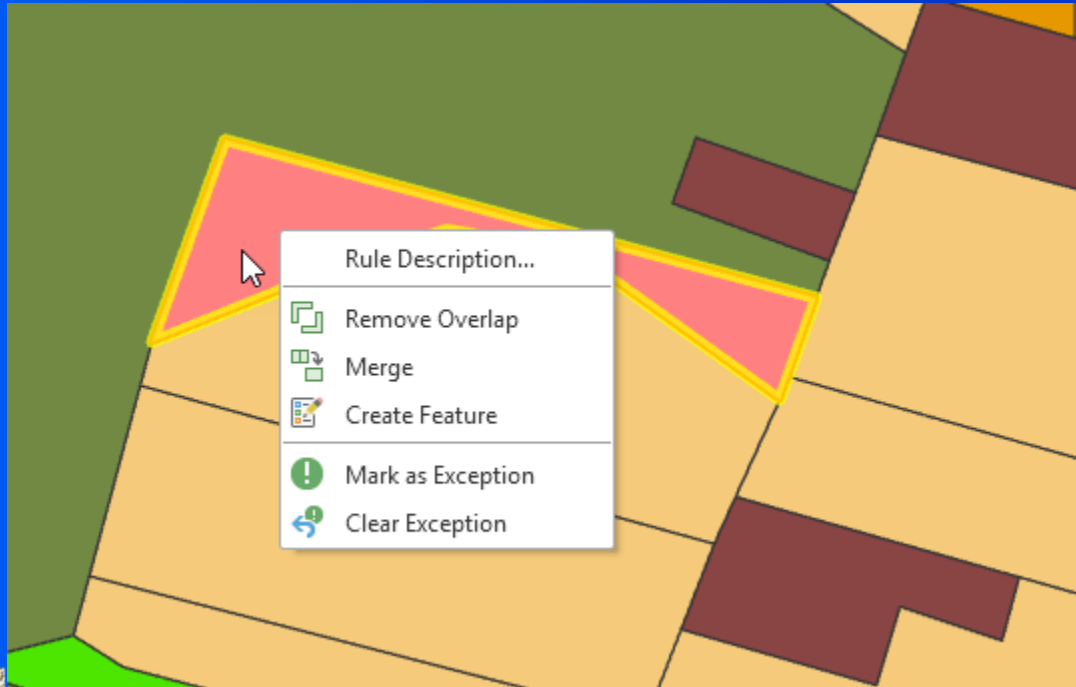 Rule Description...
Remove Overlap
Merge
Create Feature
Mark as Exception
Clear Exception